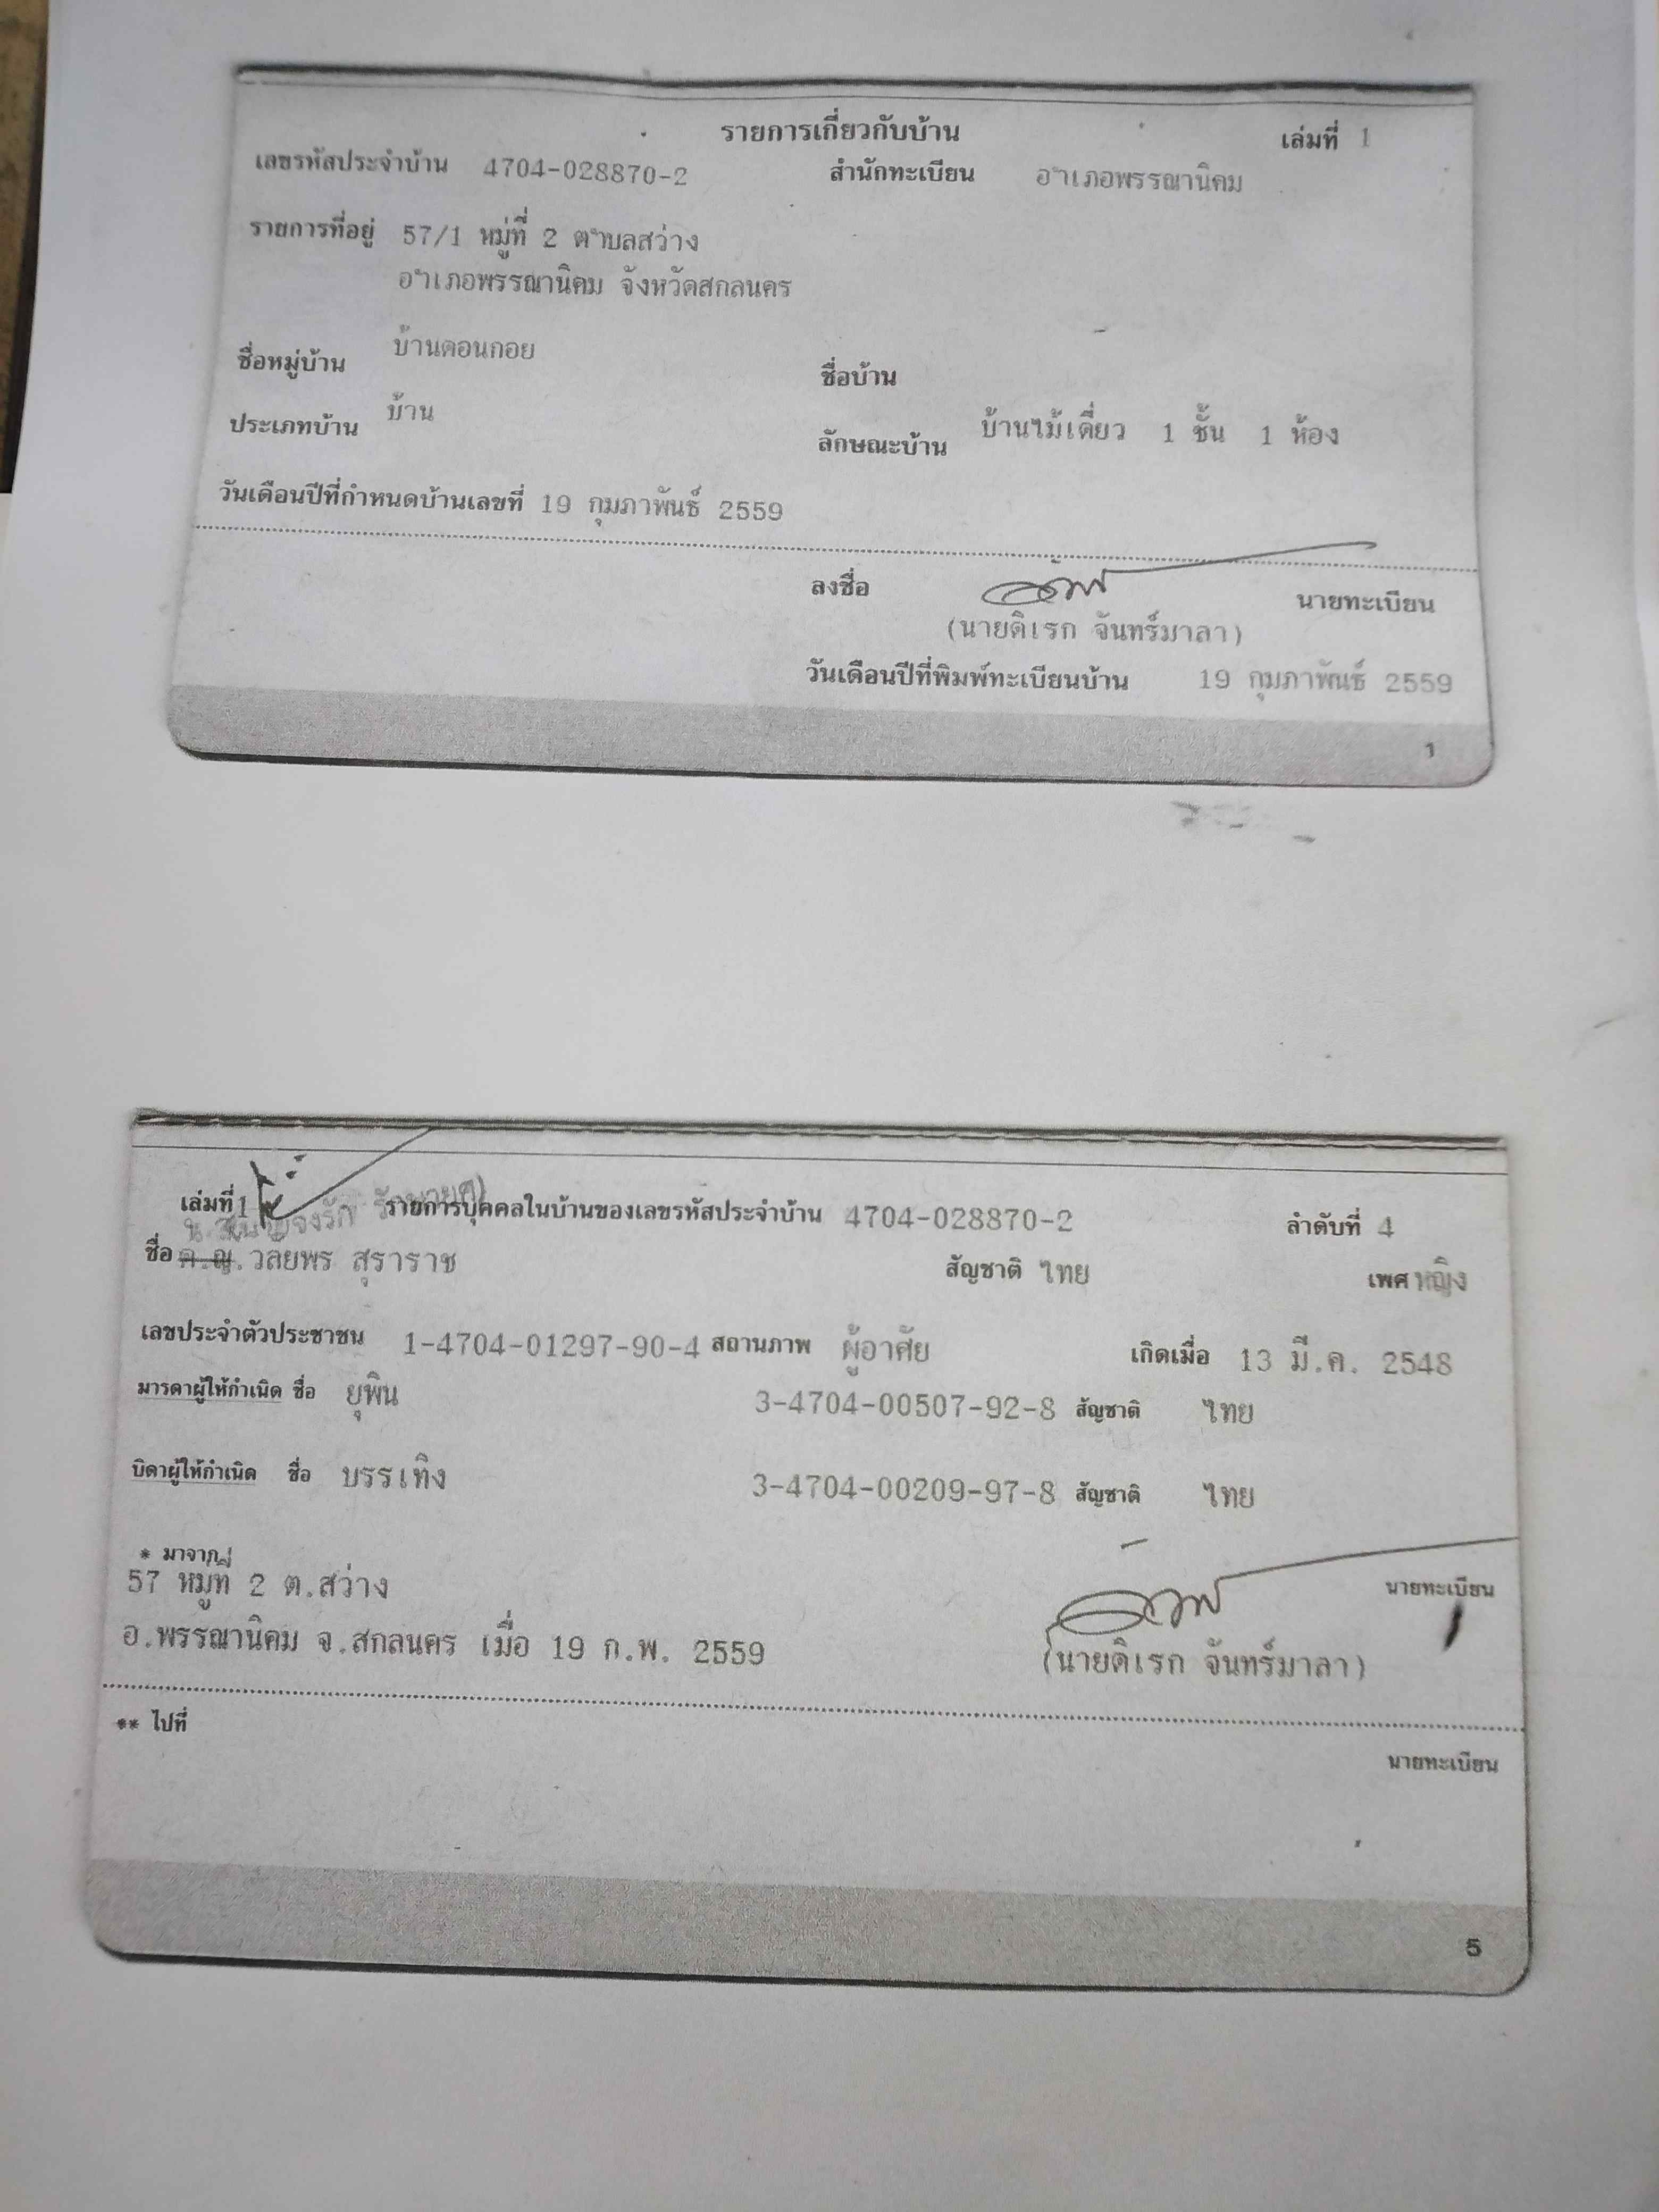 รายการเกี่ยวกับบ้าน เล่มที่ 1
เลขรหัสประจำบ้าน 4704-028870-2 สำนักทะเบียน อำเภอพรรณานิคม
รายการที่อยู่ 57/1 หมู่ที่ 2 ตำบลสว่าง
อำเภอพรรณานิคม จังหวัดสกลนคร
ชื่อหมู่บ้าน บ้านดอนกอย ชื่อบ้าน
ประเภทบ้าน บ้าน ลักษณะบ้าน บ้านไม้เดี่ยว 1 ชั้น 1 ห้อง
วันเดือนปีที่กำหนดบ้านเลขที่ 19 กุมภาพันธ์ 2559
ลงชื่อ นายทะเบียน
(นายดิเรก จันทร์มาลา)
วันเดือนปีที่พิมพ์ทะเบียนบ้าน 19 กุมภาพันธ์ 2559
1
เล่มที่ 1 รายการบุคคลในบ้านของเลขรหัสประจำบ้าน 4704-028870-2 ลำดับที่ 4
ชื่อ ด.ญ. วลยพร สุราราช สัญชาติ ไทย เพศ หญิง
เลขประจำตัวประชาชน 1-4704-01297-90-4 สถานภาพ ผู้อาศัย เกิดเมื่อ 13 มี.ค. 2548
มารดาผู้ให้กำเนิด ชื่อ ยุพิน 3-4704-00507-92-8 สัญชาติ ไทย
บิดาผู้ให้กำเนิด ชื่อ บรรเทิง 3-4704-00209-97-8 สัญชาติ ไทย
* มาจาก
57 หมู่ที่ 2 ต.สว่าง นายทะเบียน
อ.พรรณานิคม จ.สกลนคร เมื่อ 19 ก.พ. 2559 (นายดิเรก จันทร์มาลา)
** ไปที่
นายทะเบียน
5